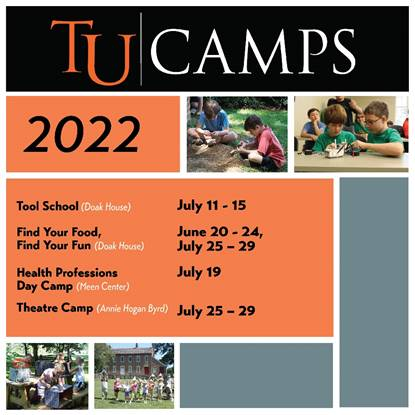 TU CAMPS
2022
Tool School (Doak House) July 11 - 15
Find Your Food, June 20 - 24,
Find Your Fun (Doak House) July 25 – 29
Health Professions July 19
Day Camp (Meen Center)
Theatre Camp (Annie Hogan Byrd) July 25 – 29